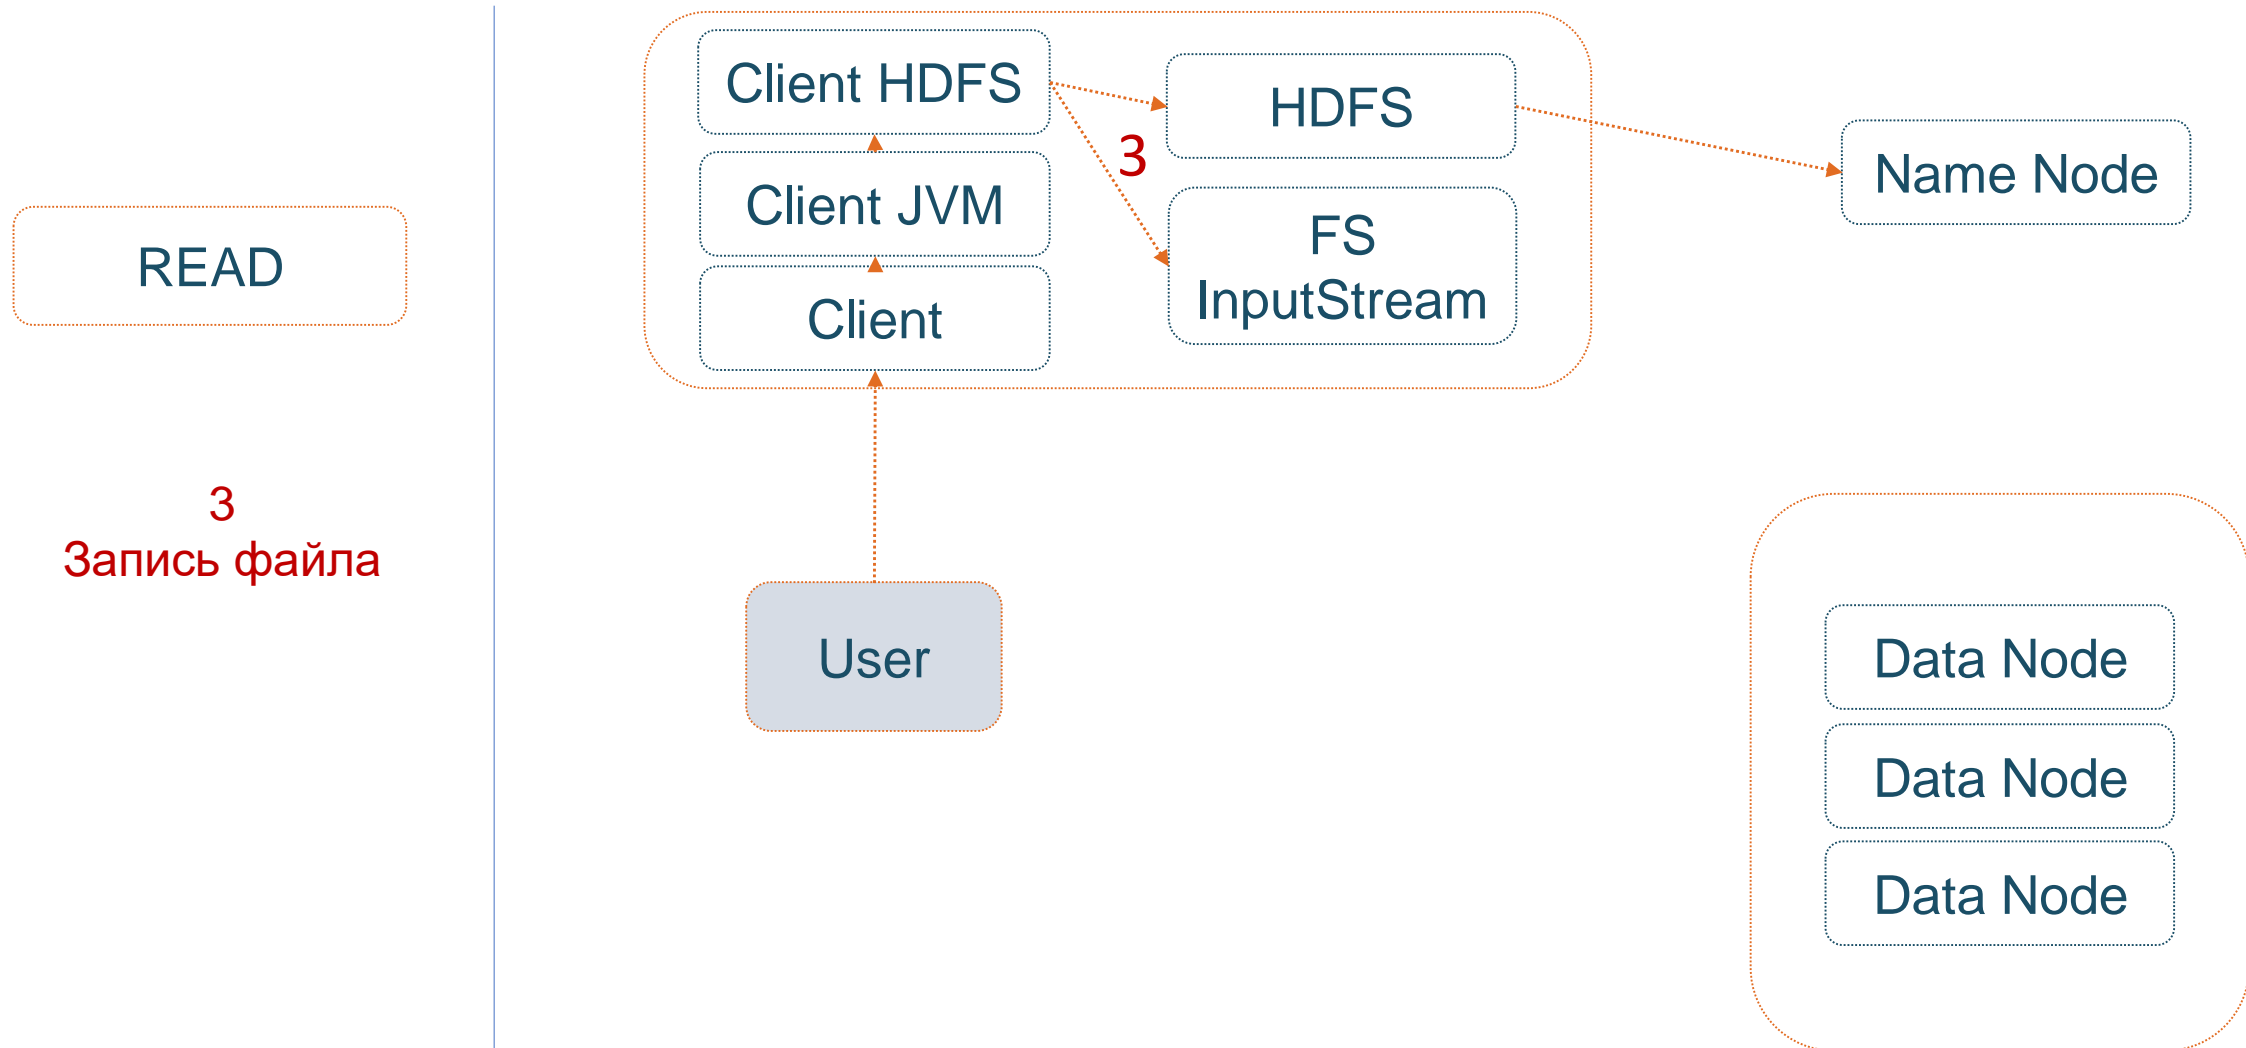 READ
3
Запись файла
Client HDFS
Client JVM
Client
3
HDFS
FS
InputStream
Name Node
User
Data Node
Data Node
Data Node